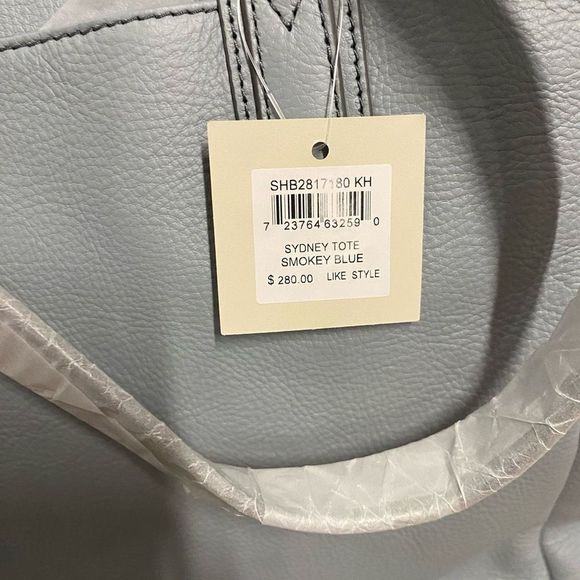 SHB2817180 KH
7 23764 63259 0
SYDNEY TOTE
SMOKEY BLUE
$ 280.00 LIKE STYLE